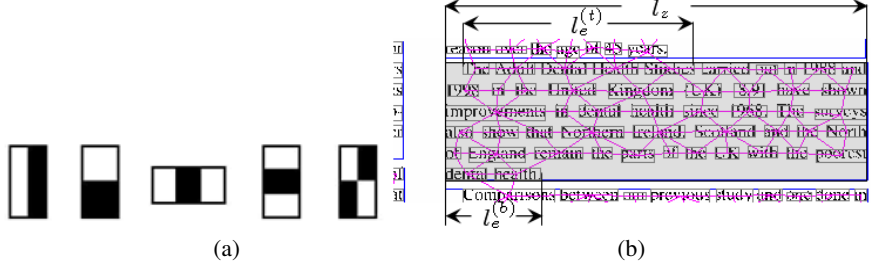 l_z
l_e^(t)
reason over the age of 45 years.
The Adult Dental Health Studies carried out in 1988 and
1998 in the United Kingdom (UK) [8,9] have shown
improvements in dental health since 1968. The surveys
also show that Northern Ireland, Scotland and the North
of England remain the parts of the UK with the poorest
dental health.
Comparisons between our previous study and one done in
l_e^(b)
(a) (b)